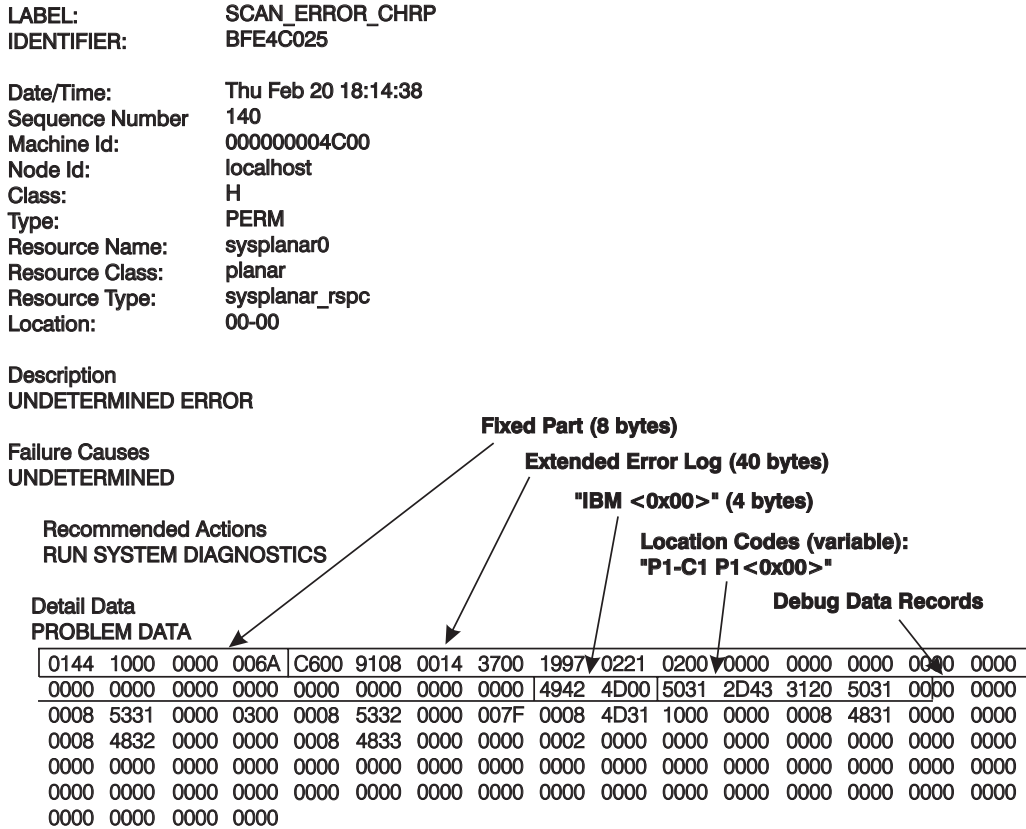 LABEL: SCAN_ERROR_CHRP
IDENTIFIER: BFE4C025
Date/Time: Thu Feb 20 18:14:38
Sequence Number 140
Machine Id: 000000004C00
Node Id: localhost
Class: H
Type: PERM
Resource Name: sysplanar0
Resource Class: planar
Resource Type: sysplanar_rspc
Location: 00-00
Description
UNDETERMINED ERROR
Fixed Part (8 bytes)
Failure Causes
UNDETERMINED
Extended Error Log (40 bytes)
"IBM <0x00>" (4 bytes)
Recommended Actions
RUN SYSTEM DIAGNOSTICS
Location Codes (variable):
"P1-C1 P1<0x00>"
Debug Data Records
Detail Data
PROBLEM DATA
0144 1000 0000 006A C600 9108 0014 3700 1997 0221 0200 0000 0000 0000 0000 0000
0000 0000 0000 0000 0000 0000 0000 0000 4942 4D00 5031 2D43 3120 5031 0000 0000
0008 5331 0000 0300 0008 5332 0000 007F 0008 4D31 1000 0000 0008 4831 0000 0000
0008 4832 0000 0000 0008 4833 0000 0000 0002 0000 0000 0000 0000 0000 0000 0000
0000 0000 0000 0000 0000 0000 0000 0000 0000 0000 0000 0000 0000 0000 0000 0000
0000 0000 0000 0000 0000 0000 0000 0000 0000 0000 0000 0000 0000 0000 0000 0000
0000 0000 0000 0000